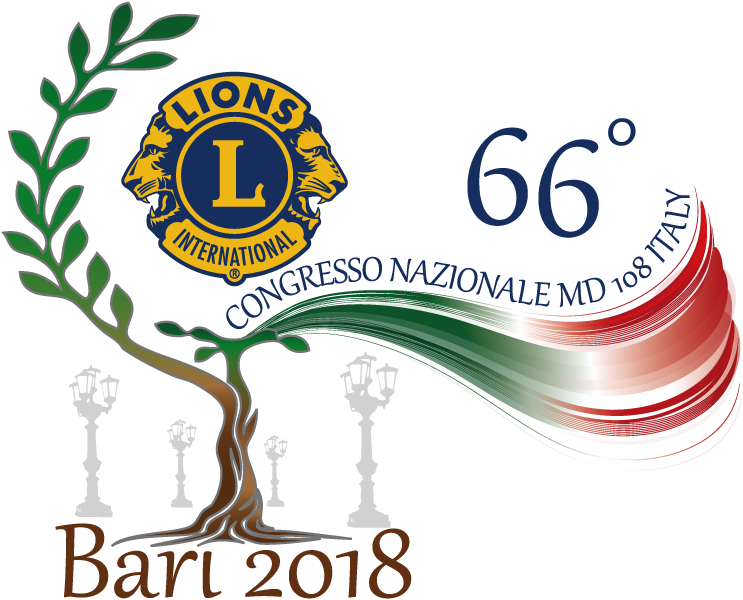 LIONS
L
INTERNATIONAL
®
66°
CONGRESSO NAZIONALE MD 108 ITALY
Bari 2018